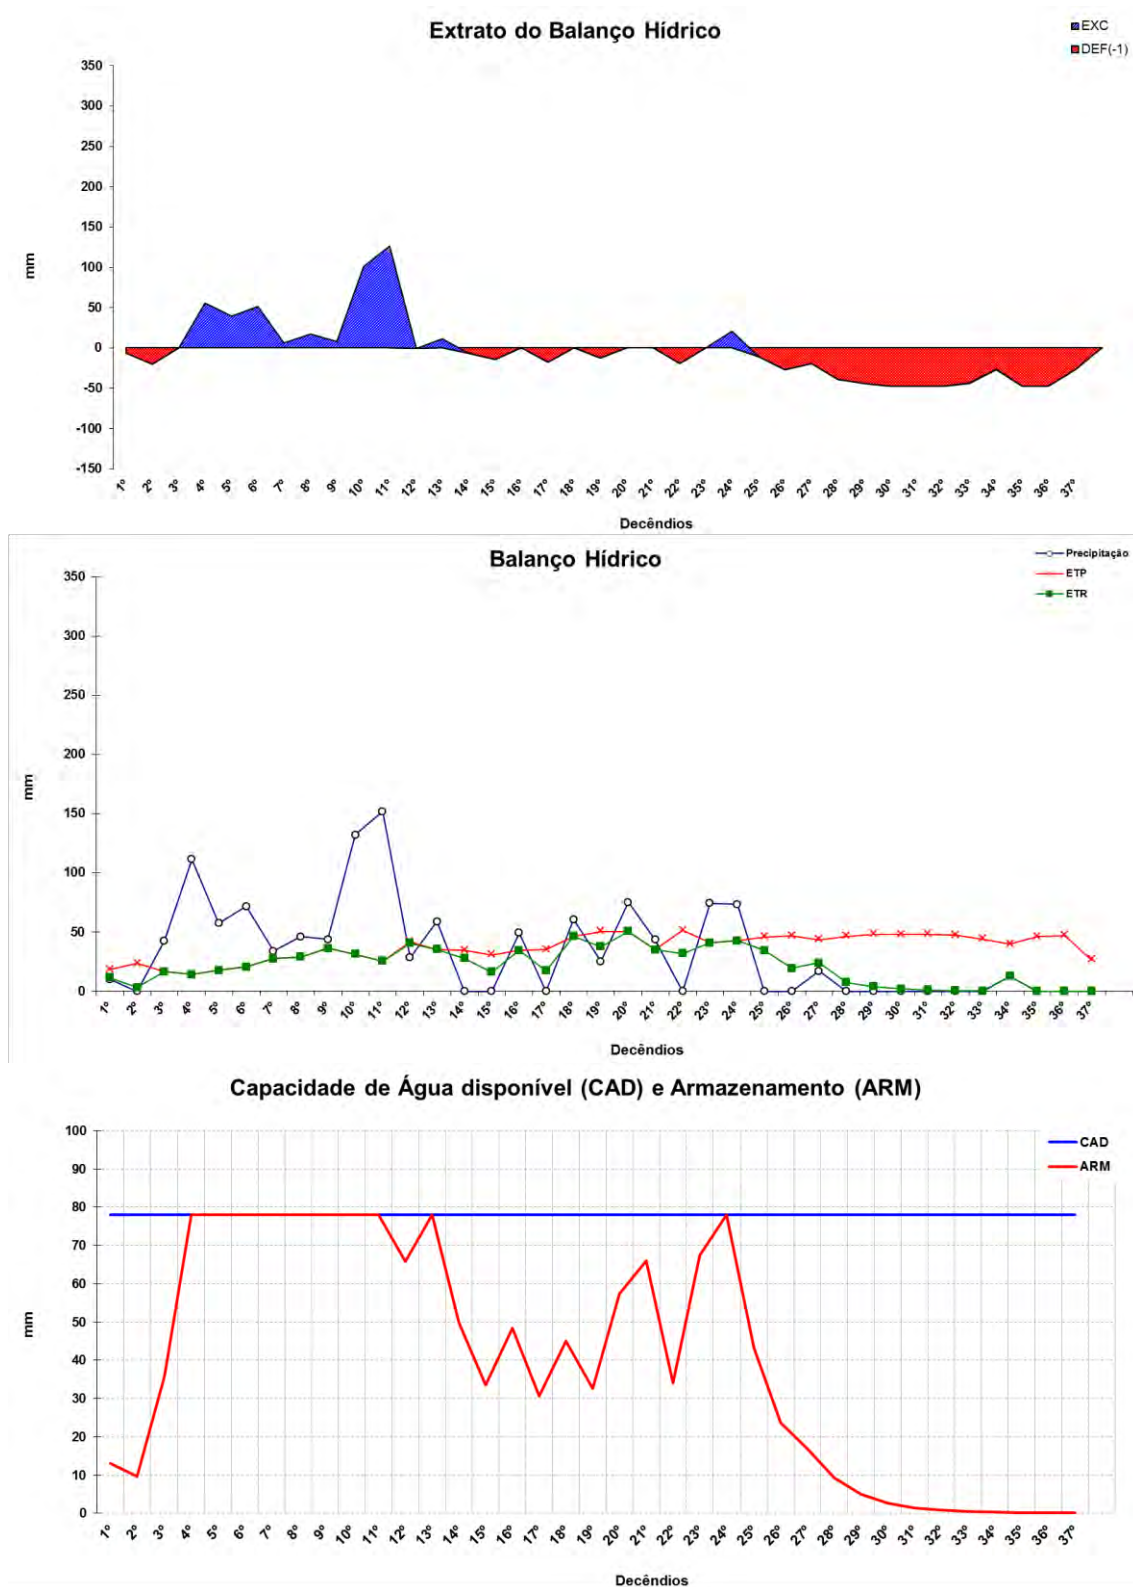 Extrato do Balanço Hídrico
EXC
DEF(-1)
350
300
250
200
150
100
50
0
-50
-100
-150
mm
1º 2º 3º 4º 5º 6º 7º 8º 9º 10º 11º 12º 13º 14º 15º 16º 17º 18º 19º 20º 21º 22º 23º 24º 25º 26º 27º 28º 29º 30º 31º 32º 33º 34º 35º 36º 37º
Decêndios
Balanço Hídrico
Precipitação
ETP
ETR
350
300
250
200
150
100
50
0
mm
1º 2º 3º 4º 5º 6º 7º 8º 9º 10º 11º 12º 13º 14º 15º 16º 17º 18º 19º 20º 21º 22º 23º 24º 25º 26º 27º 28º 29º 30º 31º 32º 33º 34º 35º 36º 37º
Decêndios
Capacidade de Água disponível (CAD) e Armazenamento (ARM)
CAD
ARM
100
90
80
70
60
50
40
30
20
10
0
mm
1º 2º 3º 4º 5º 6º 7º 8º 9º 10º 11º 12º 13º 14º 15º 16º 17º 18º 19º 20º 21º 22º 23º 24º 25º 26º 27º 28º 29º 30º 31º 32º 33º 34º 35º 36º 37º
Decêndios